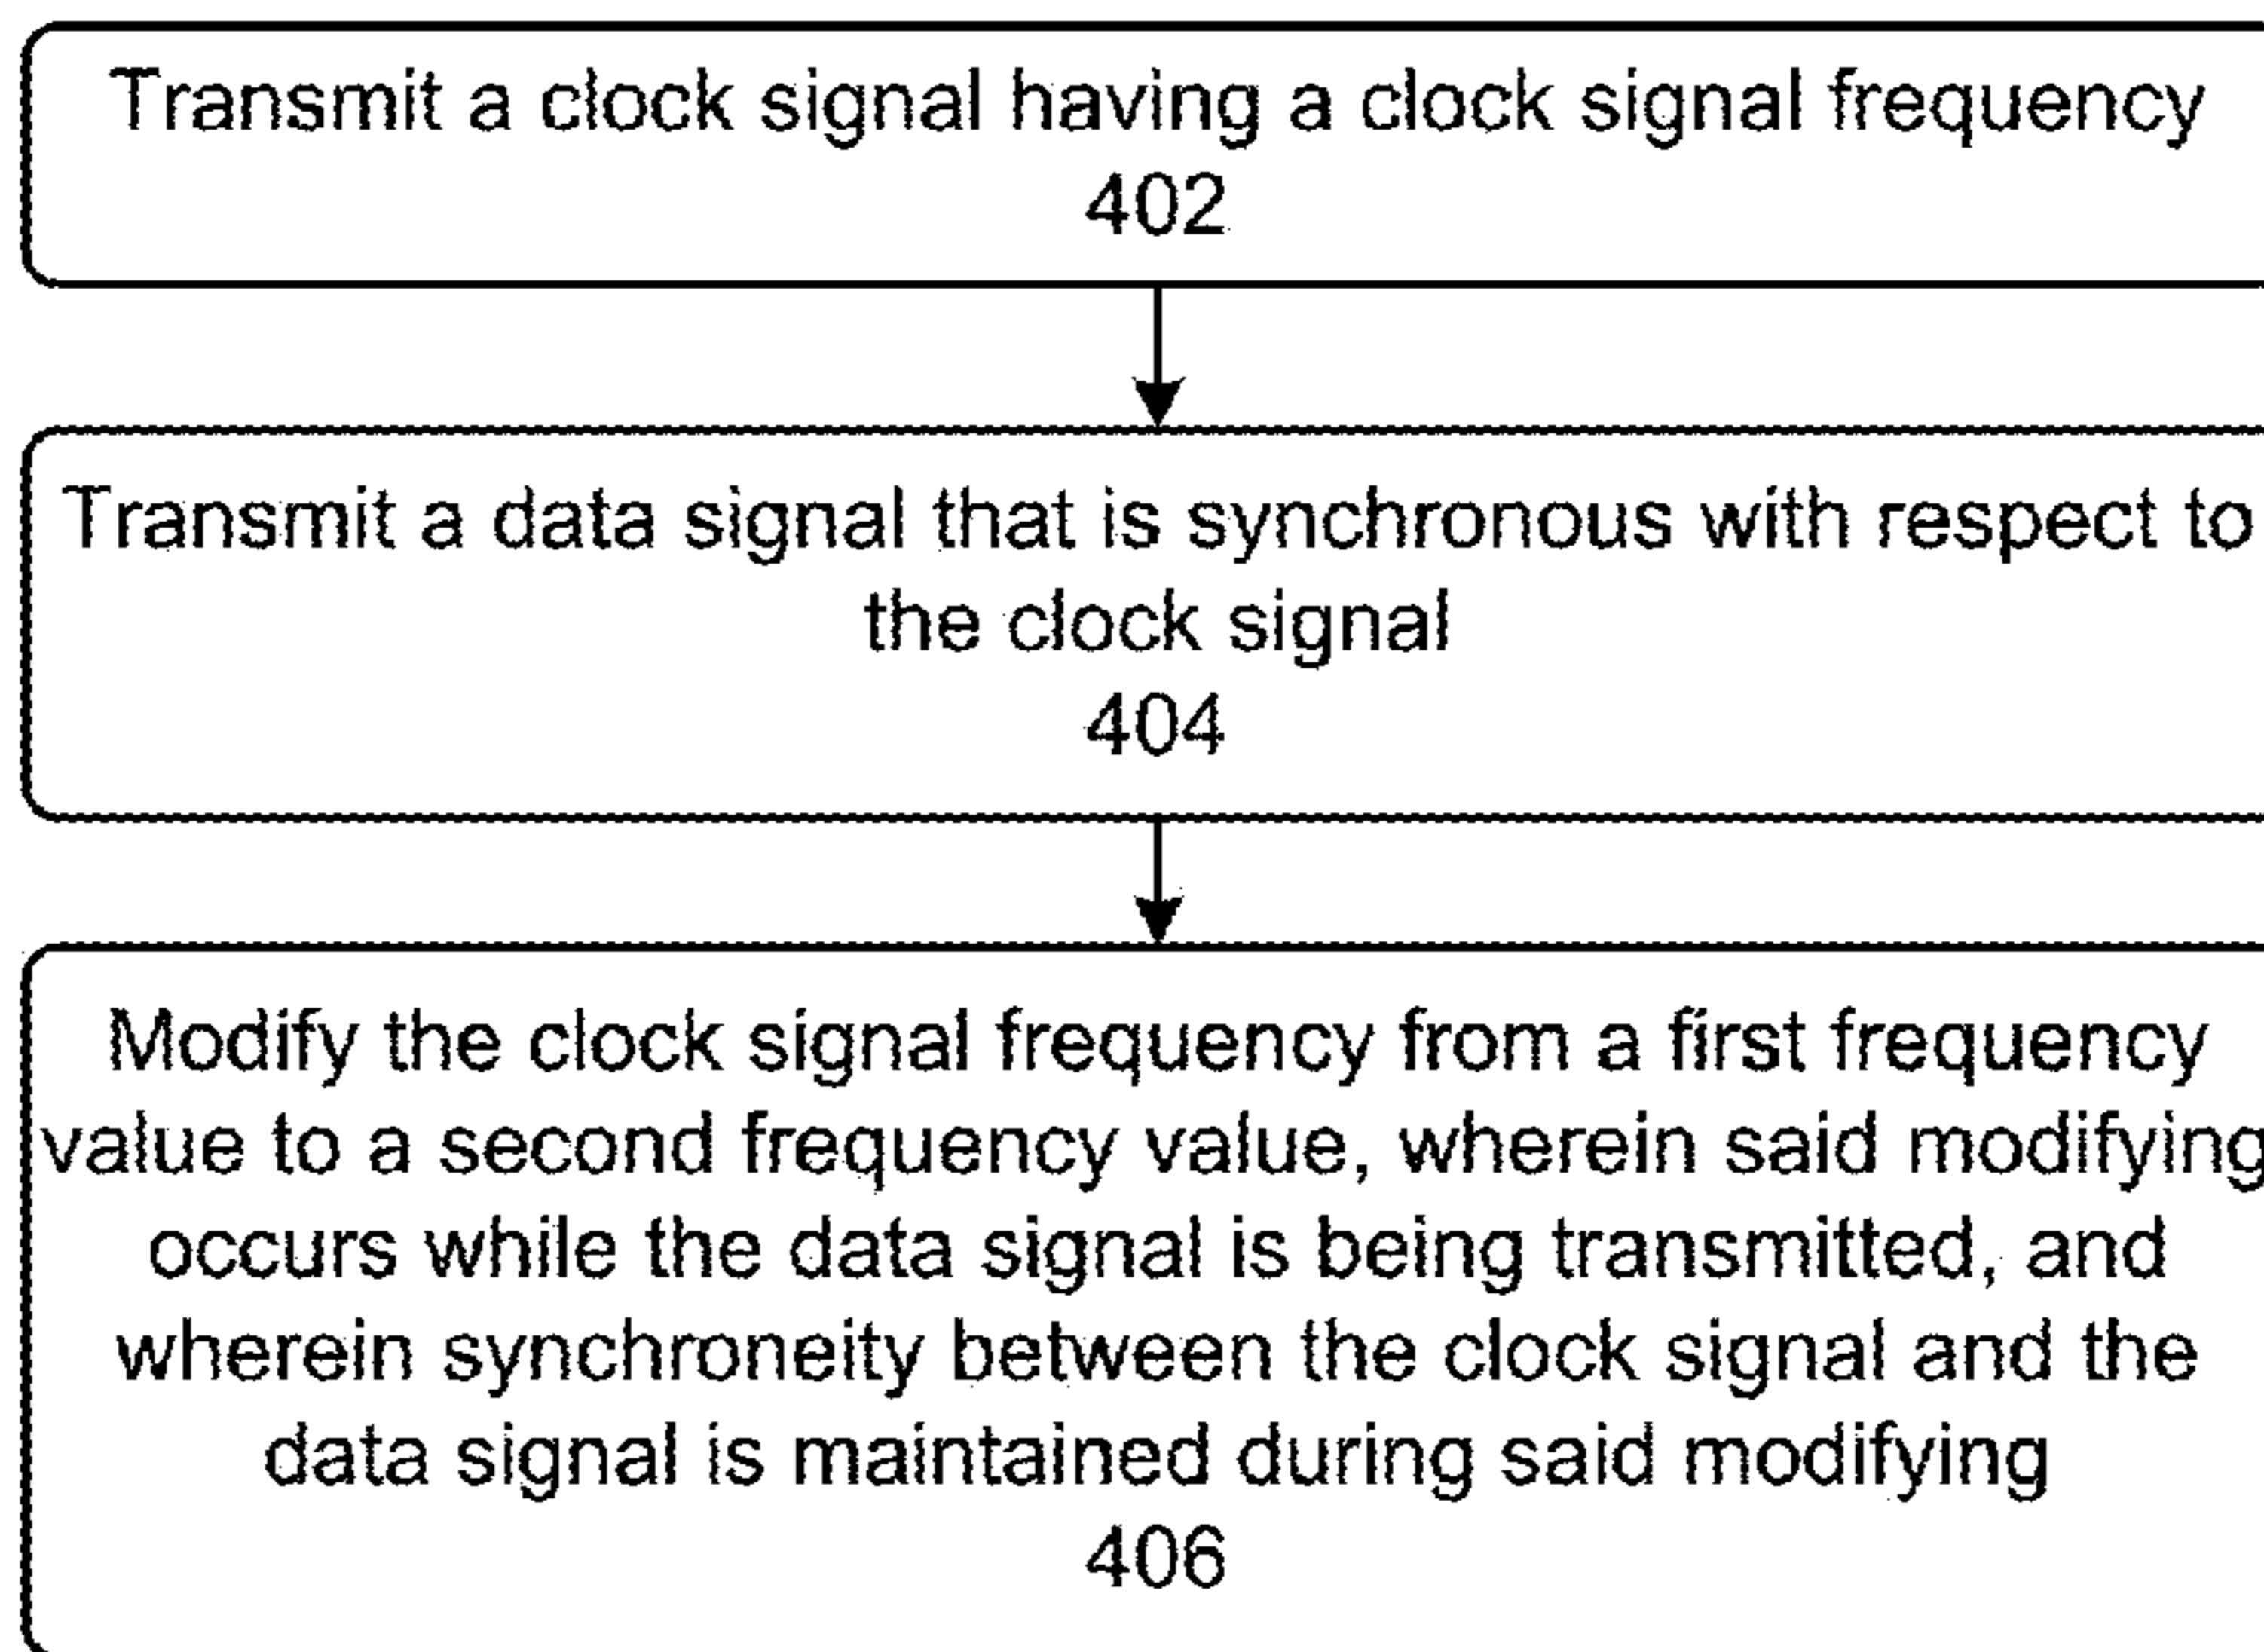 Transmit a clock signal having a clock signal frequency
402
Transmit a data signal that is synchronous with respect to
the clock signal
404
Modify the clock signal frequency from a first frequency
value to a second frequency value, wherein said modifying
occurs while the data signal is being transmitted, and
wherein synchroneity between the clock signal and the
data signal is maintained during said modifying
406